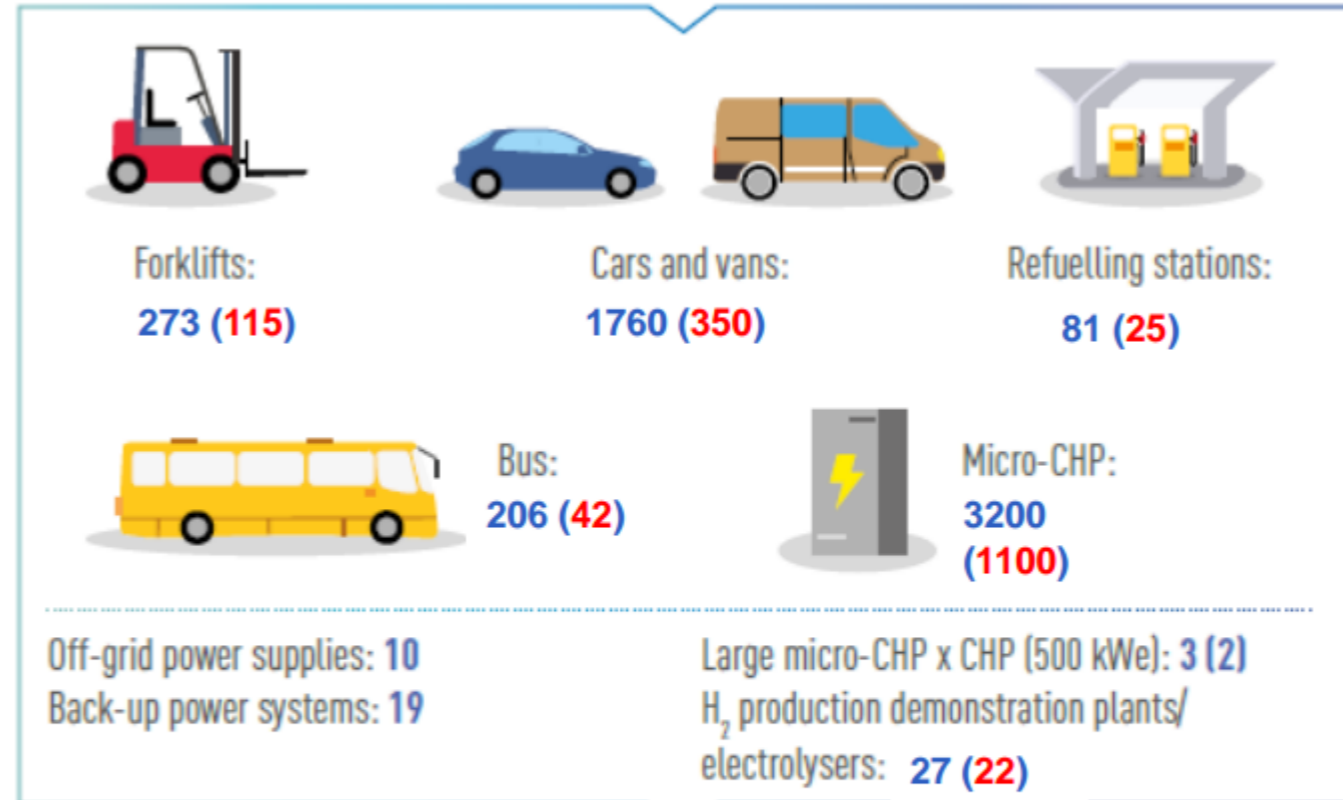 Forklifts:
273 (115)
Cars and vans:
1760 (350)
Refuelling stations:
81 (25)
Bus:
206 (42)
Micro-CHP:
3200
(1100)
Off-grid power supplies: 10
Back-up power systems: 19
Large micro-CHP x CHP (500 kWe): 3 (2)
H₂ production demonstration plants/
electrolysers: 27 (22)